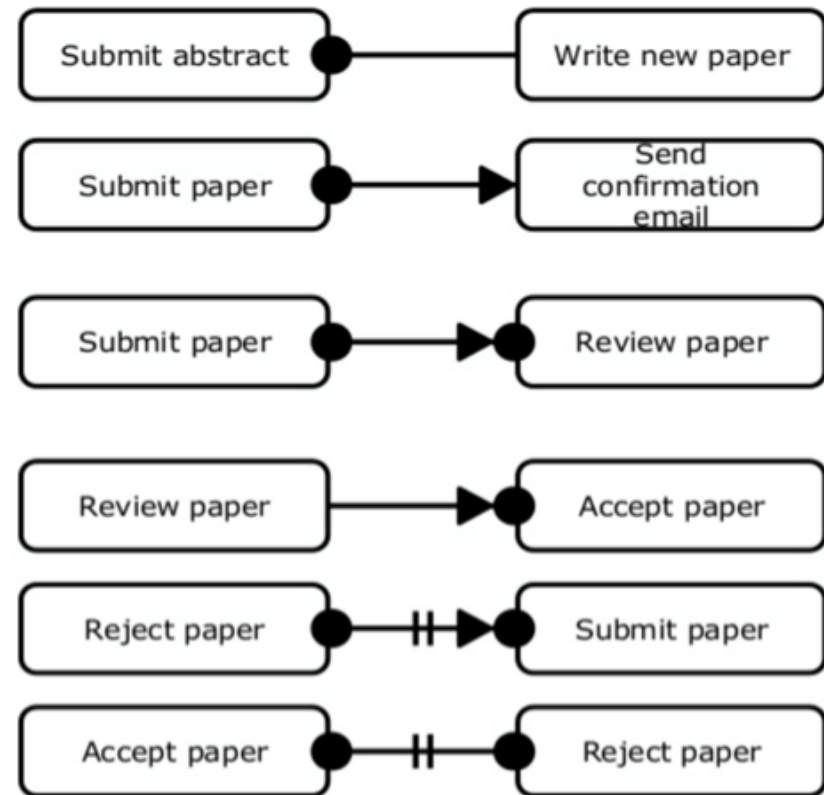 Submit abstract
Write new paper
Submit paper
Send
confirmation
email
Submit paper
Review paper
Review paper
Accept paper
Reject paper
Submit paper
Accept paper
Reject paper